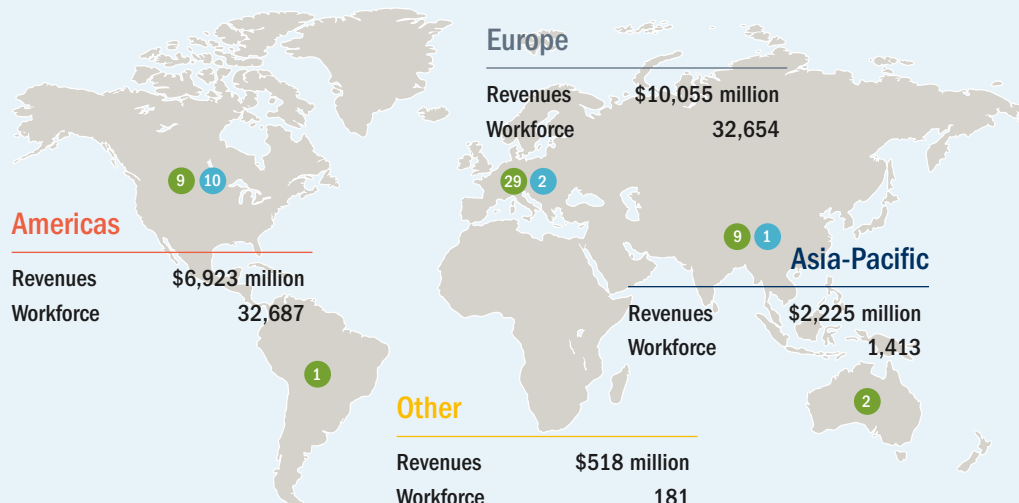 Europe
Revenues $10,055 million
Workforce 32,654
9 10
29 2
Americas
Revenues $6,923 million
Workforce 32,687
9 1
Asia-Pacific
Revenues $2,225 million
Workforce 1,413
1
2
Other
Revenues $518 million
Workforce 181